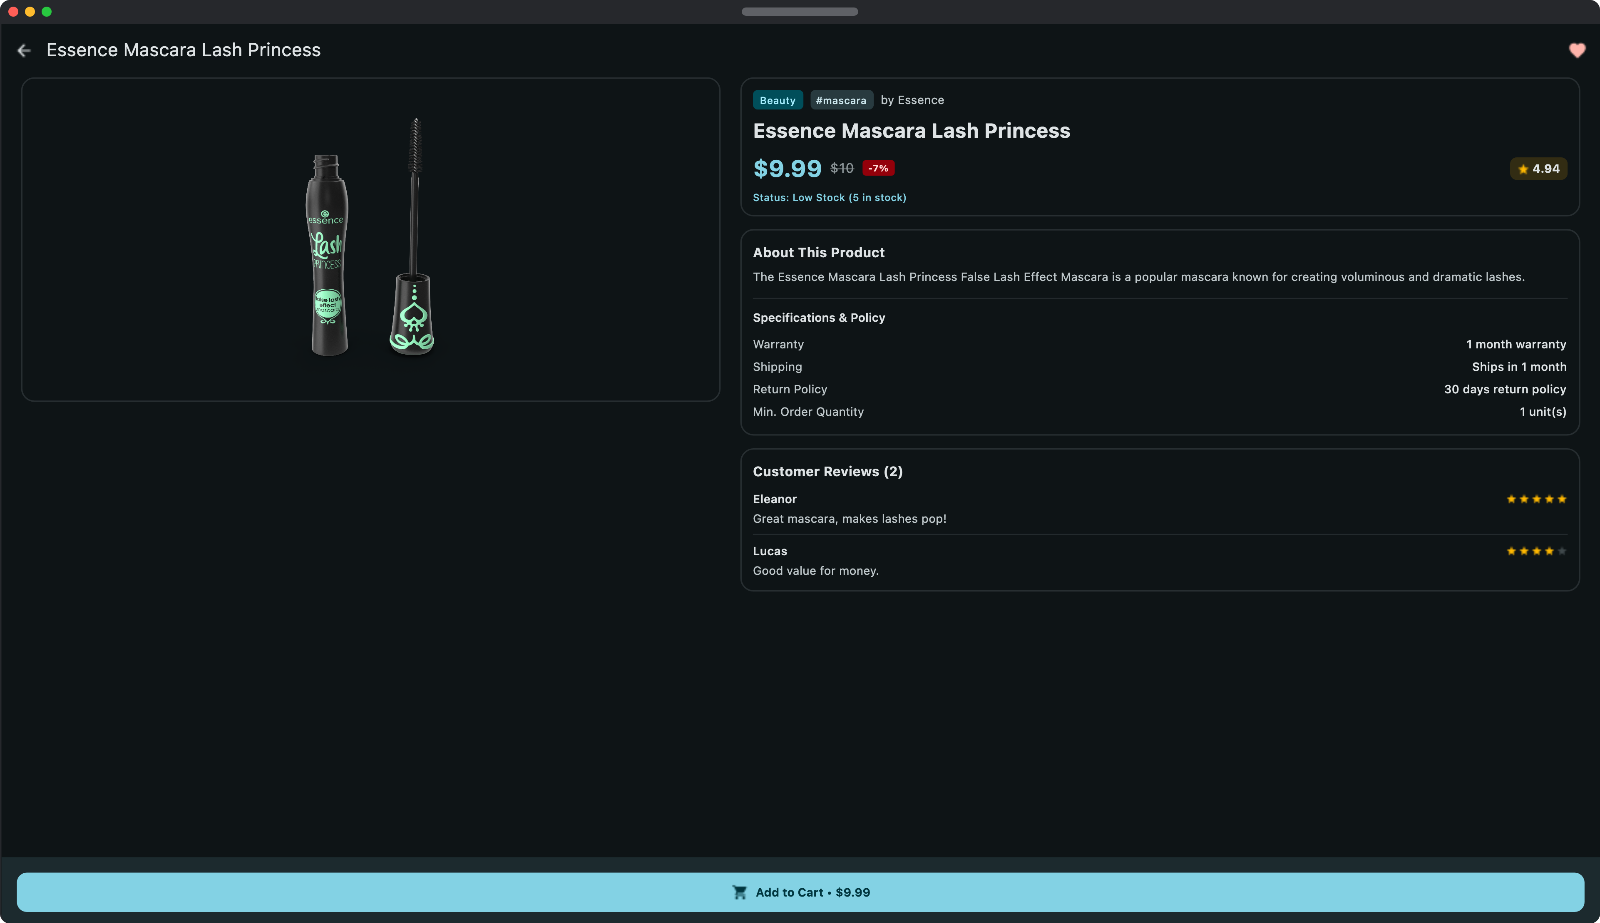 Essence Mascara Lash Princess
essence
Lash
PRINCESS
effect
Beauty #mascara by Essence
Essence Mascara Lash Princess
$9.99 $10 -7%
4.94
Status: Low Stock (5 in stock)
About This Product
The Essence Mascara Lash Princess False Lash Effect Mascara is a popular mascara known for creating voluminous and dramatic lashes.
Specifications & Policy
Warranty 1 month warranty
Shipping Ships in 1 month
Return Policy 30 days return policy
Min. Order Quantity 1 unit(s)
Customer Reviews (2)
Eleanor
Great mascara, makes lashes pop!
Lucas
Good value for money.
Add to Cart • $9.99